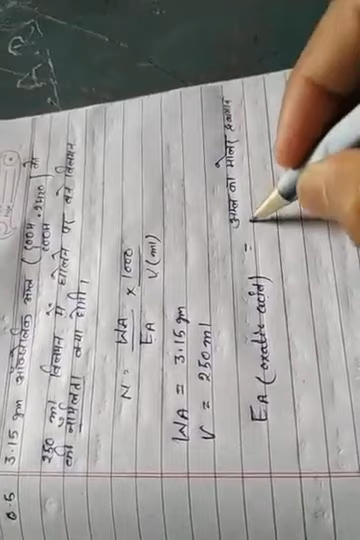 Q.5 3.15 gm ऑक्जेलिक अम्ल (COOH . 2H2O) को
COOH
250 ml विलयन में घोलने पर बने विलयन
की नार्मलता क्या होगी।
N = WA / EA × 1000 / V(ml)
WA = 3.15 gm
V = 250 ml
EA (oxalic acid) = अम्ल का मोलर द्रव्यमान